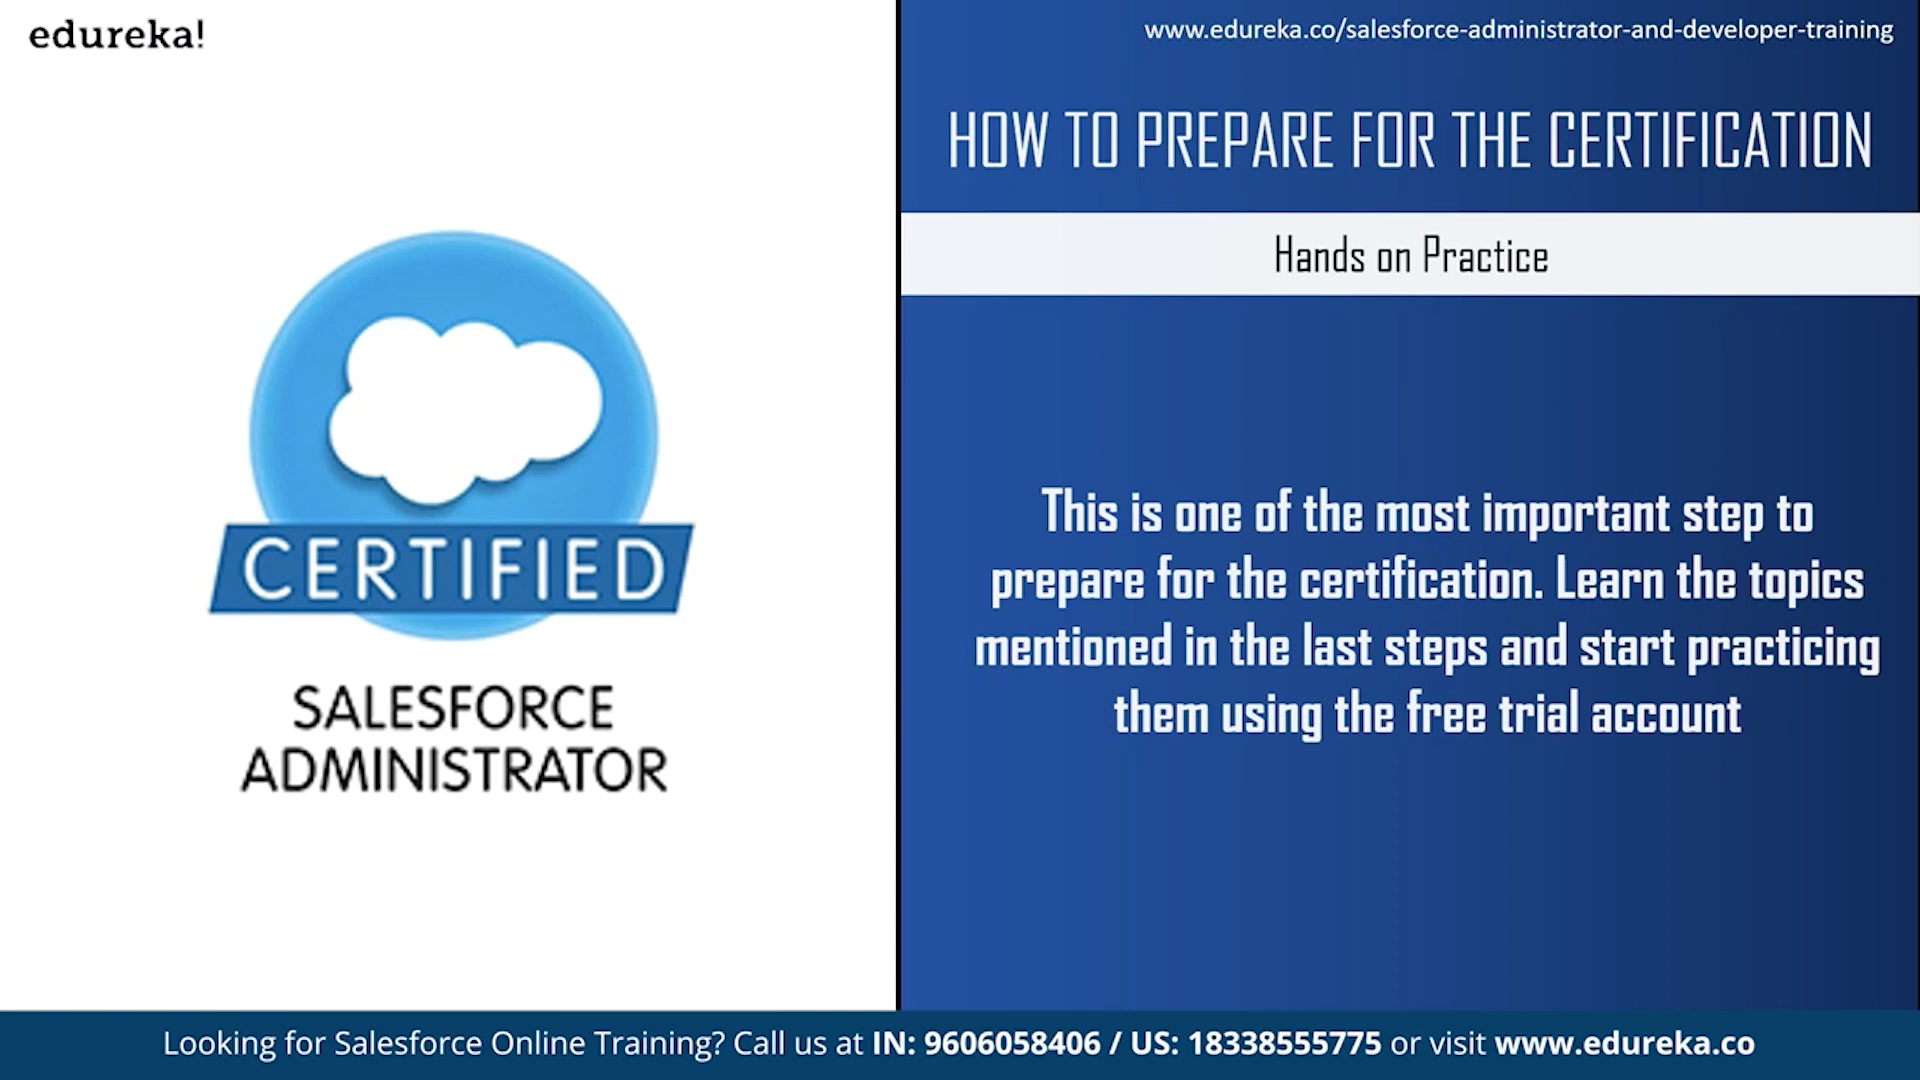 edureka!
www.edureka.co/salesforce-administrator-and-developer-training
HOW TO PREPARE FOR THE CERTIFICATION
Hands on Practice
CERTIFIED
SALESFORCE
ADMINISTRATOR
This is one of the most important step to
prepare for the certification. Learn the topics
mentioned in the last steps and start practicing
them using the free trial account
Looking for Salesforce Online Training? Call us at IN: 9606058406 / US: 18338555775 or visit www.edureka.co